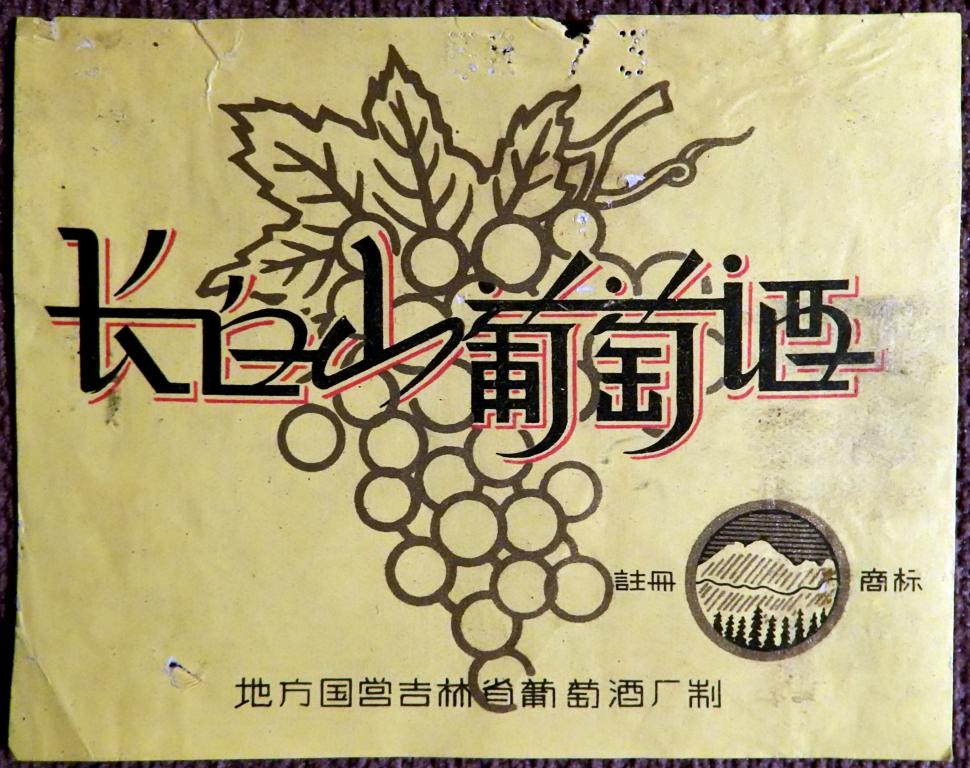 长白山葡萄酒
註冊 商标
地方国営吉林省葡萄酒厂制